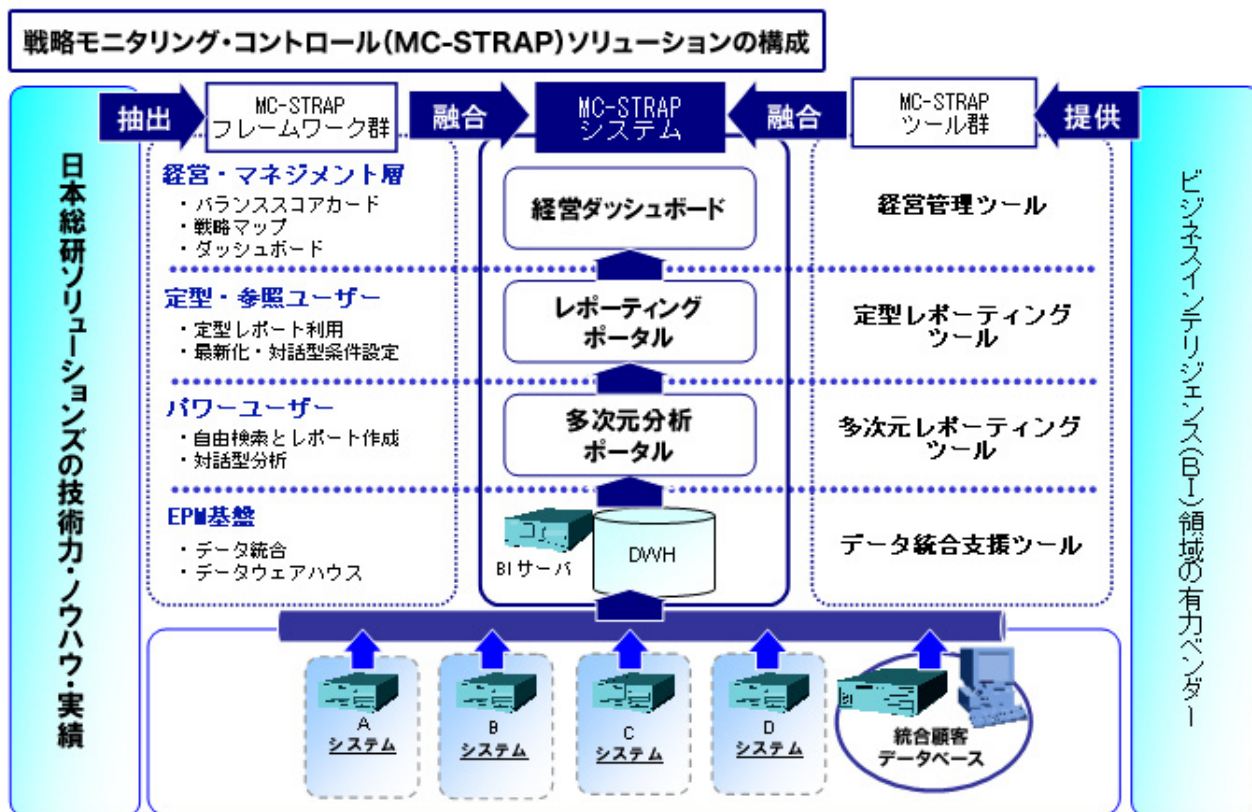 戦略モニタリング・コントロール(MC-STRAP)ソリューションの構成
抽出
MC-STRAP
フレームワーク群
融合
MC-STRAP
システム
融合
MC-STRAP
ツール群
提供
日本総研ソリューションズの技術力・ノウハウ・実績
経営・マネジメント層
・バランススコアカード
・戦略マップ
・ダッシュボード
経営ダッシュボード
経営管理ツール
定型・参照ユーザー
・定型レポート利用
・最新化・対話型条件設定
レポーティング
ポータル
定型レポーティング
ツール
パワーユーザー
・自由検索とレポート作成
・対話型分析
多次元分析
ポータル
多次元レポーティング
ツール
EPM基盤
・データ統合
・データウェアハウス
BIサーバ
DWH
データ統合支援ツール
ビジネスインテリジェンス(BI)領域の有力ベンダー
A
システム
B
システム
C
システム
D
システム
統合顧客
データベース